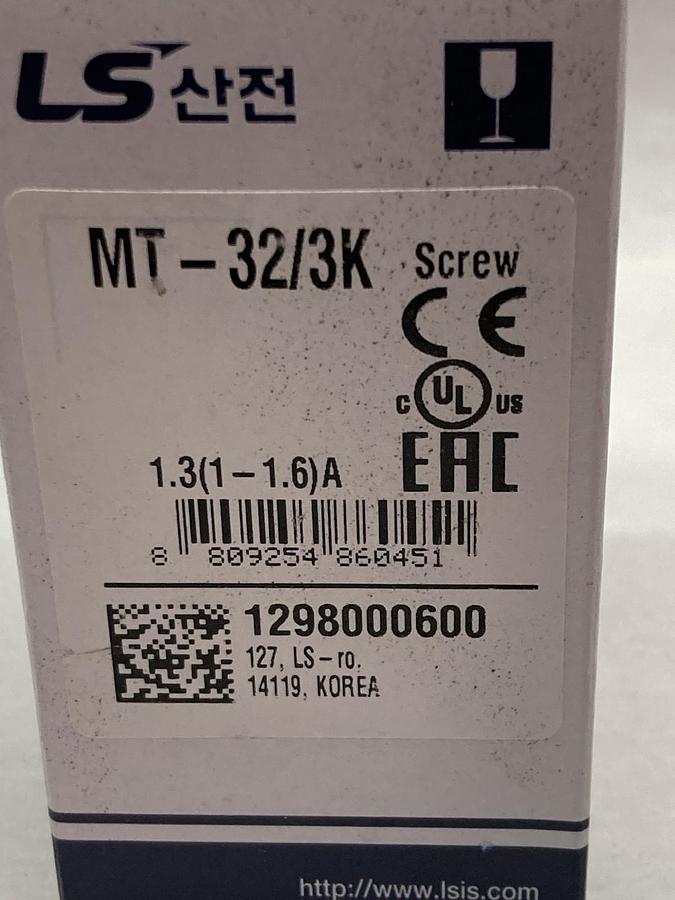 LS산전
MT-32/3K Screw
CE
C UL US
1.3(1-1.6)A EAC
8 809254 860451
1298000600
127, LS-ro.
14119, KOREA
http://www.lsis.com